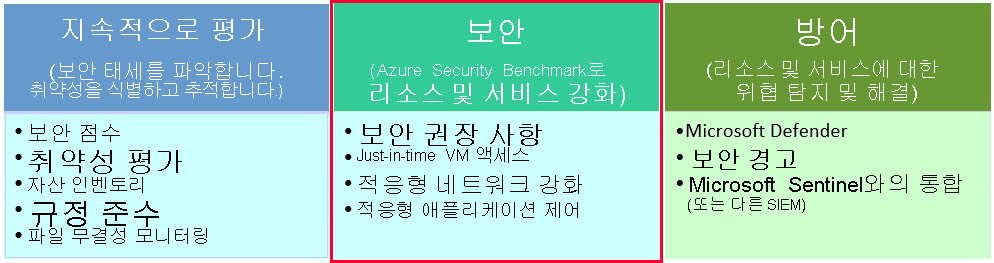 지속적으로 평가
(보안 태세를 파악합니다.
취약성을 식별하고 추적합니다.)
• 보안 점수
• 취약성 평가
• 자산 인벤토리
• 규정 준수
• 파일 무결성 모니터링
보안
(Azure Security Benchmark로
리소스 및 서비스 강화)
• 보안 권장 사항
• Just-in-time VM 액세스
• 적응형 네트워크 강화
• 적응형 애플리케이션 제어
방어
(리소스 및 서비스에 대한
위협 탐지 및 해결)
• Microsoft Defender
• 보안 경고
• Microsoft Sentinel와의 통합
(또는 다른 SIEM)